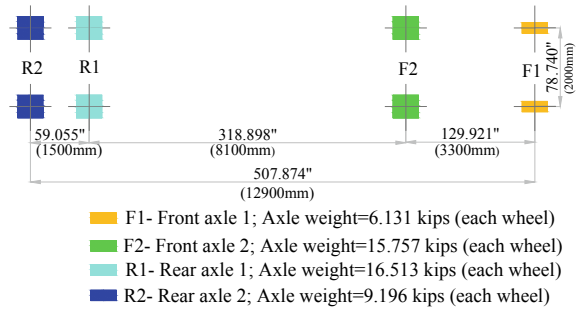 R2 R1 F2 F1
78.740"
(2000mm)
59.055" 318.898" 129.921"
(1500mm) (8100mm) (3300mm)
507.874"
(12900mm)
F1- Front axle 1; Axle weight=6.131 kips (each wheel)
F2- Front axle 2; Axle weight=15.757 kips (each wheel)
R1- Rear axle 1; Axle weight=16.513 kips (each wheel)
R2- Rear axle 2; Axle weight=9.196 kips (each wheel)